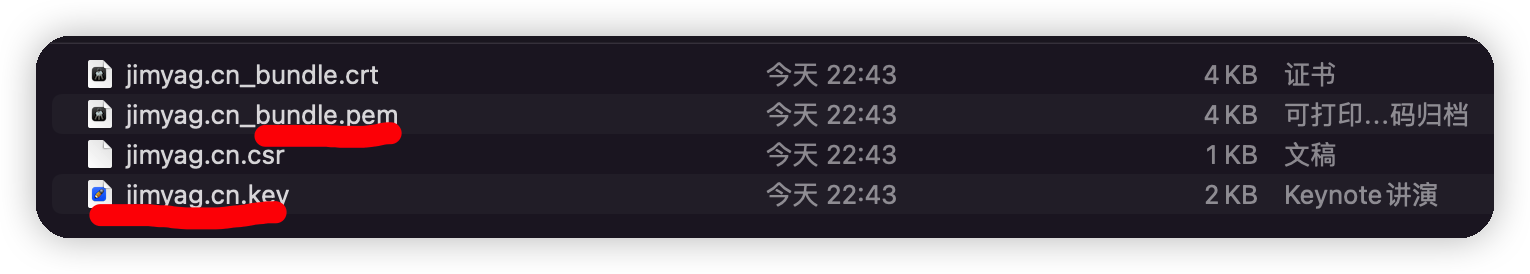 jimyag.cn_bundle.crt 今天 22:43 4 KB 证书
jimyag.cn_bundle.pem 今天 22:43 4 KB 可打印...码归档
jimyag.cn.csr 今天 22:43 1 KB 文稿
jimyag.cn.key 今天 22:43 2 KB Keynote 讲演